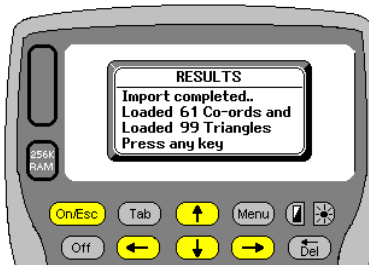 RESULTS
Import completed..
Loaded 61 Co-ords and
Loaded 99 Triangles
Press any key
256K
RAM
On/Esc Tab Menu
Off Del